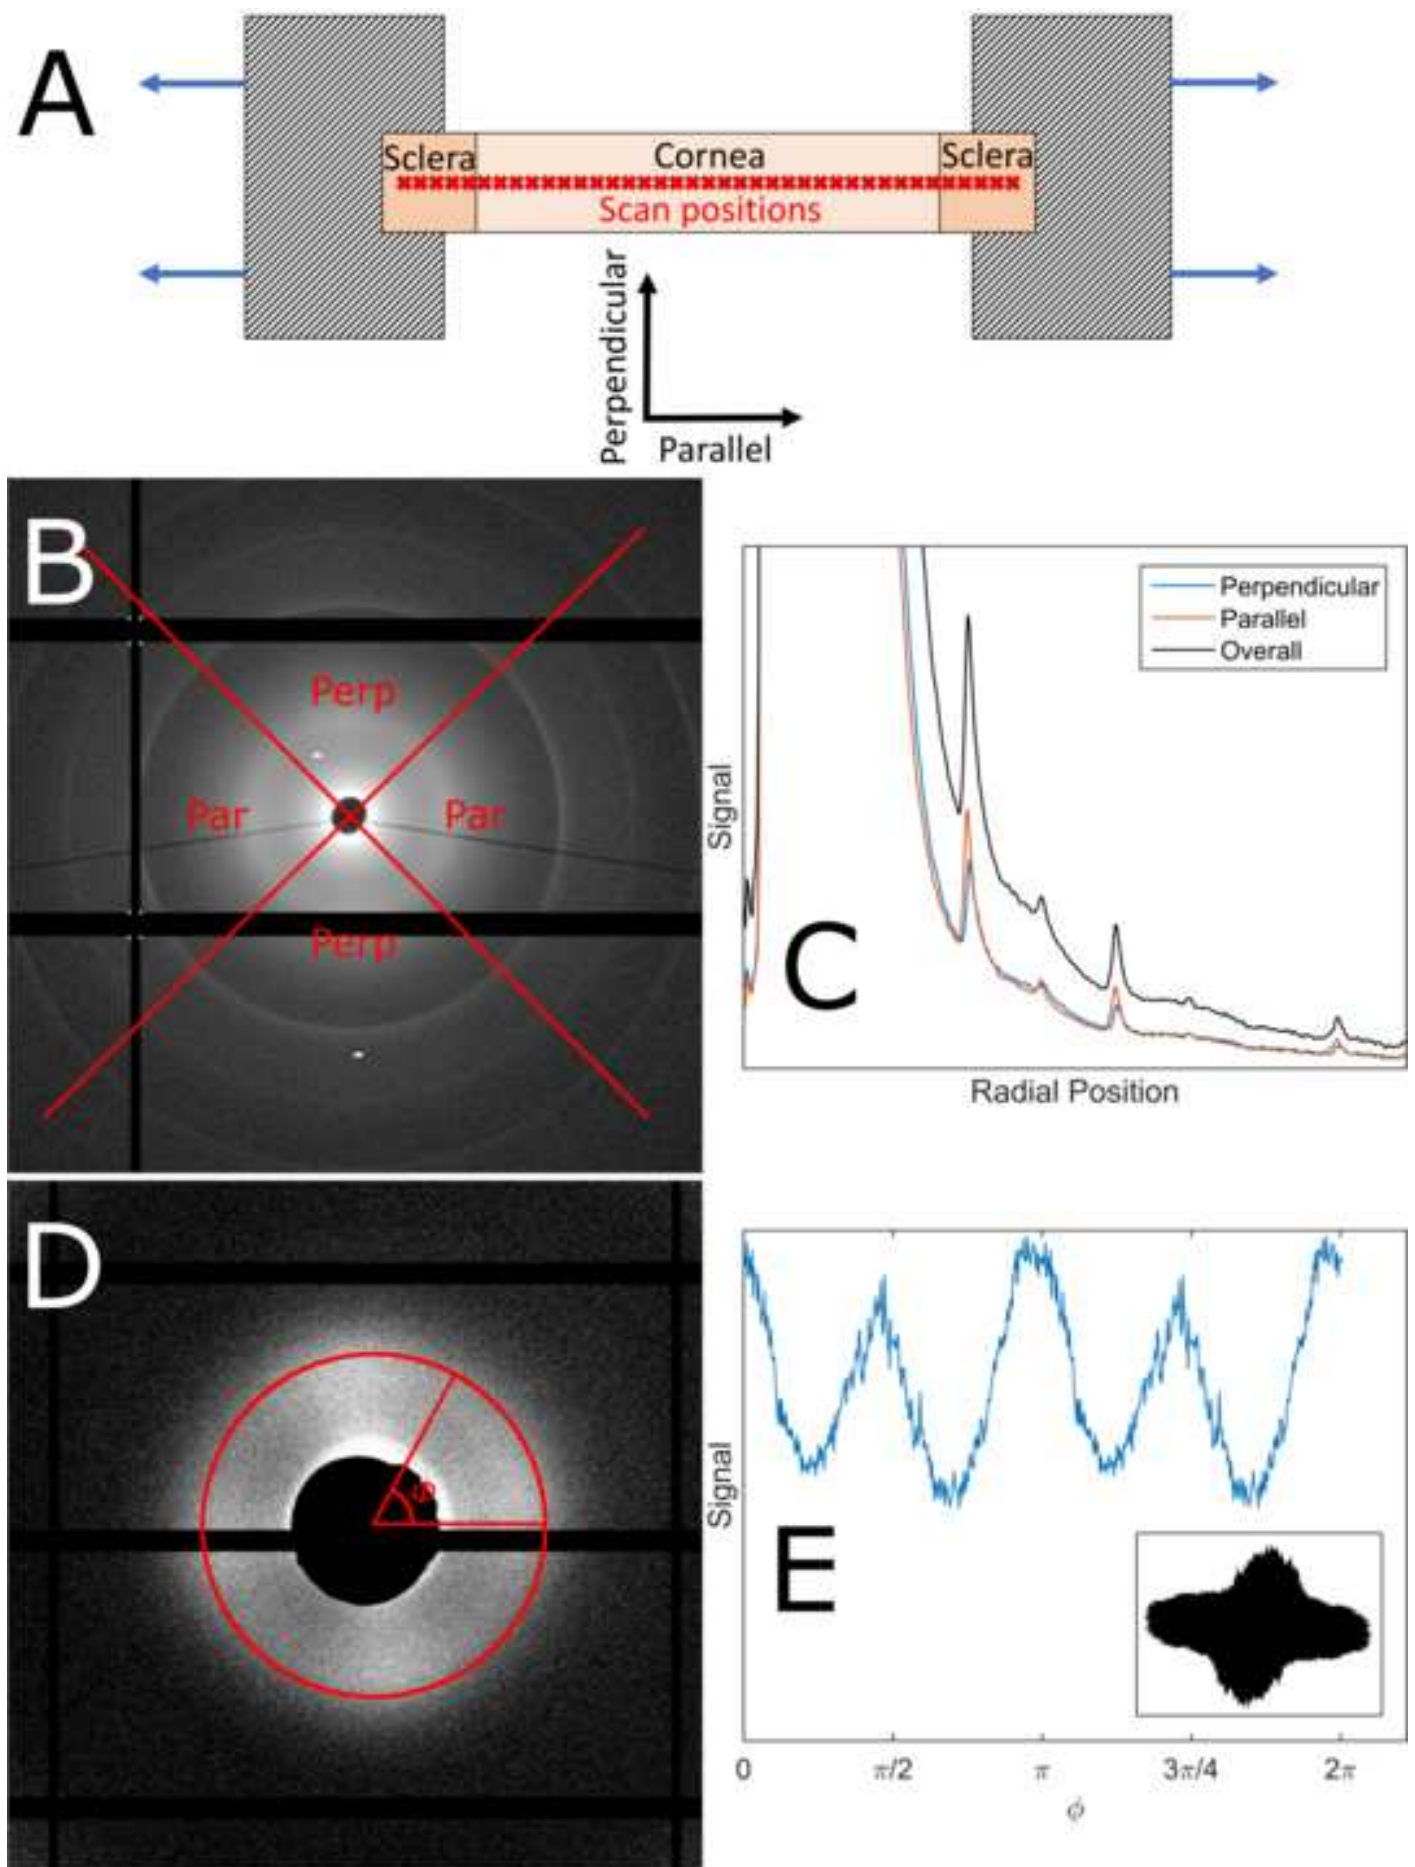 A
Sclera
Cornea
Sclera
Scan positions
Perpendicular
Parallel
B
Perp
Par
Par
Perp
Perpendicular
Parallel
Overall
Signal
C
Radial Position
D
φ
Signal
E
0
π/2
π
3π/4
2π
ϕ